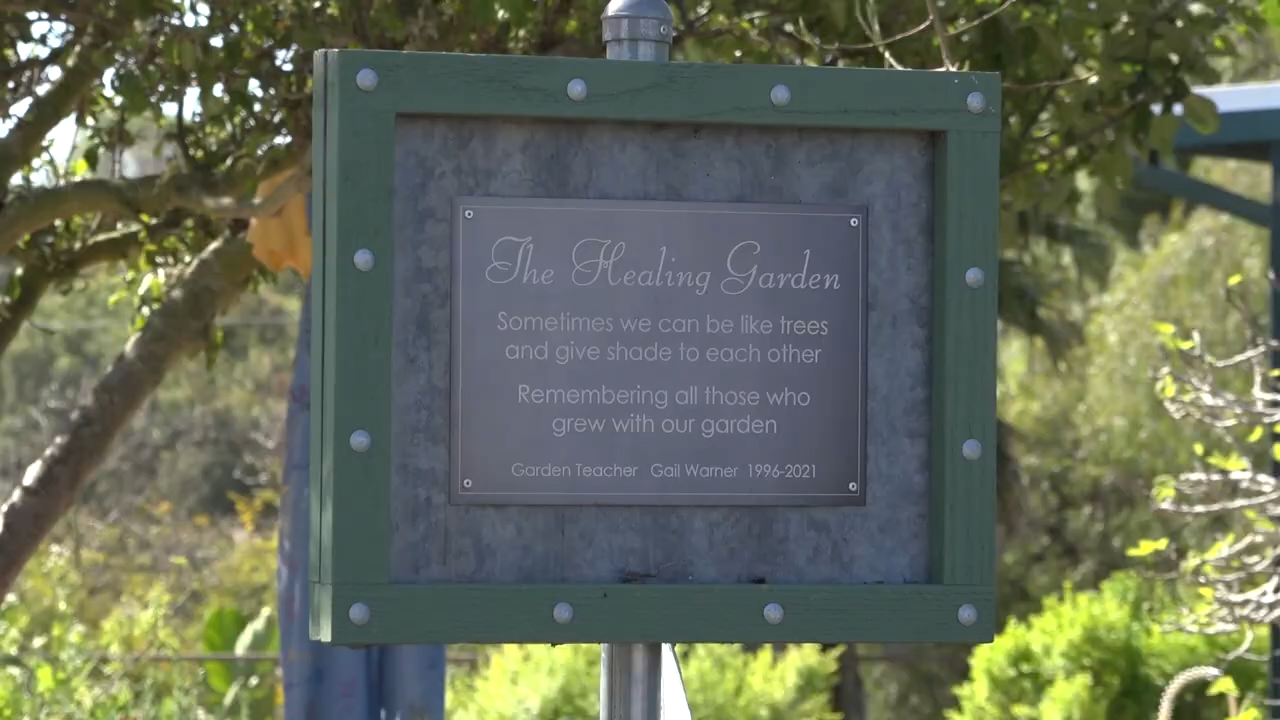 The Healing Garden
Sometimes we can be like trees
and give shade to each other
Remembering all those who
grew with our garden
Garden Teacher Gail Warner 1996-2021